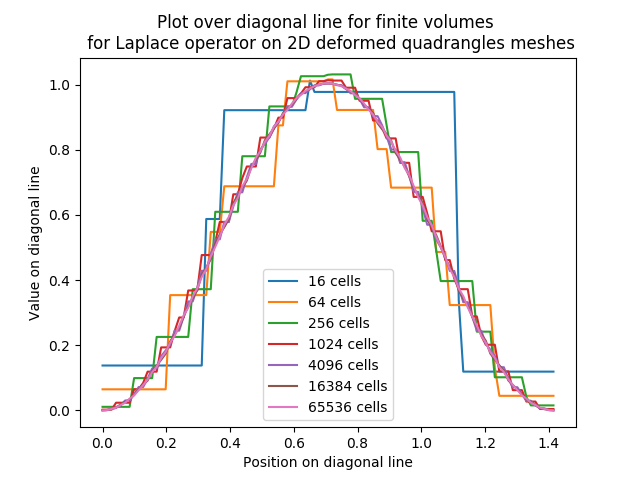 Plot over diagonal line for finite volumes
for Laplace operator on 2D deformed quadrangles meshes
Value on diagonal line
1.0
0.8
0.6
0.4
0.2
0.0
16 cells
64 cells
256 cells
1024 cells
4096 cells
16384 cells
65536 cells
0.0 0.2 0.4 0.6 0.8 1.0 1.2 1.4
Position on diagonal line